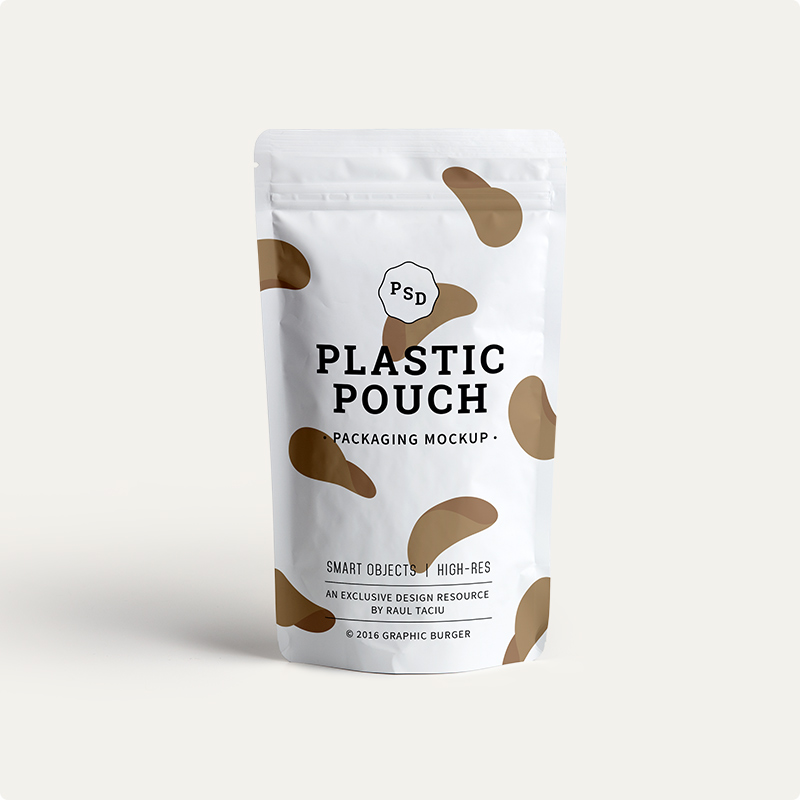 PSD
PLASTIC
POUCH
· PACKAGING MOCKUP ·
SMART OBJECTS | HIGH-RES
AN EXCLUSIVE DESIGN RESOURCE
BY RAUL TACIU
© 2016 GRAPHIC BURGER